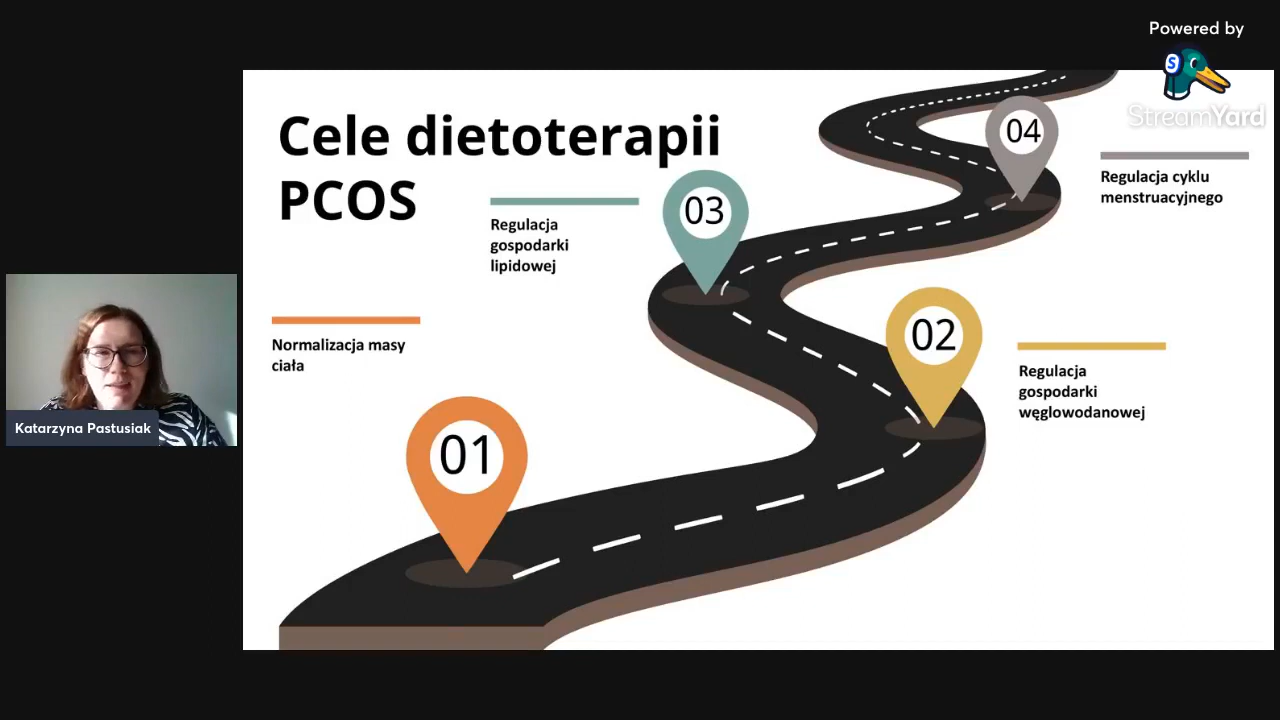 Powered by
S
StreamYard
Cele dietoterapii
PCOS
04
Regulacja cyklu
menstruacyjnego
03
Regulacja
gospodarki
lipidowej
02
Regulacja
gospodarki
węglowodanowej
Normalizacja masy
ciała
01
Katarzyna Pastusiak